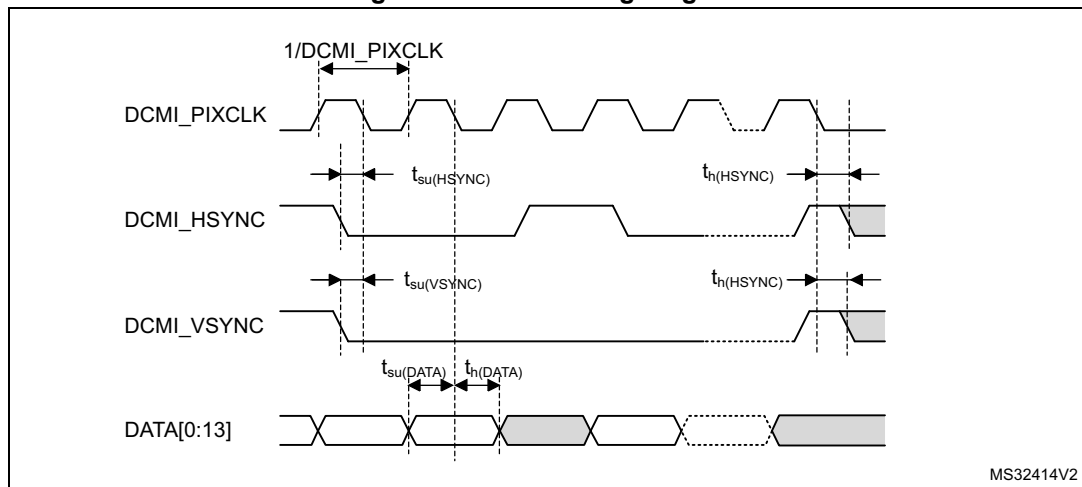 1/DCMI_PIXCLK
DCMI_PIXCLK
tsu(HSYNC) th(HSYNC)
DCMI_HSYNC
tsu(VSYNC) th(HSYNC)
DCMI_VSYNC
tsu(DATA) th(DATA)
DATA[0:13]
MS32414V2